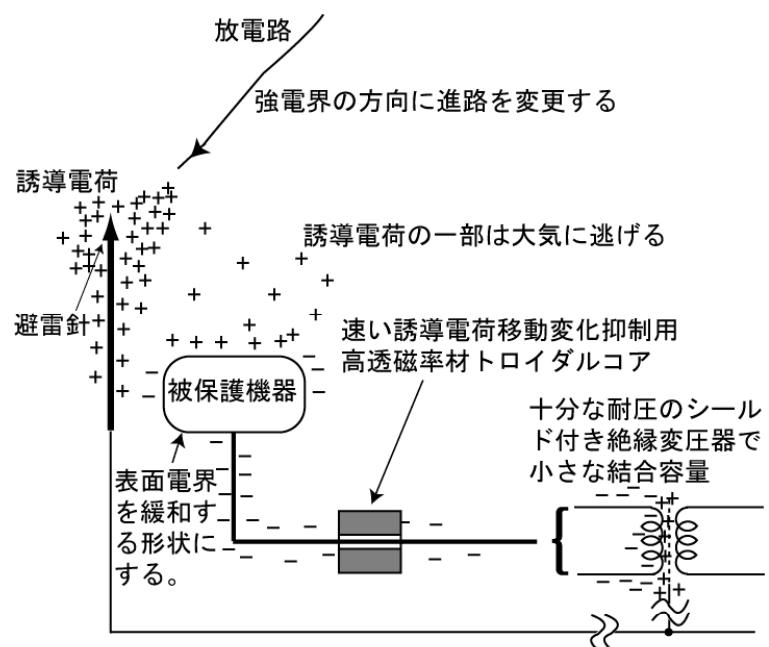 放電路
強電界の方向に進路を変更する
誘導電荷
誘導電荷の一部は大気に逃げる
避雷針
速い誘導電荷移動変化抑制用
高透磁率材トロイダルコア
被保護機器
十分な耐圧のシール
ド付き絶縁変圧器で
小さな結合容量
表面電界
を緩和す
る形状に
する。